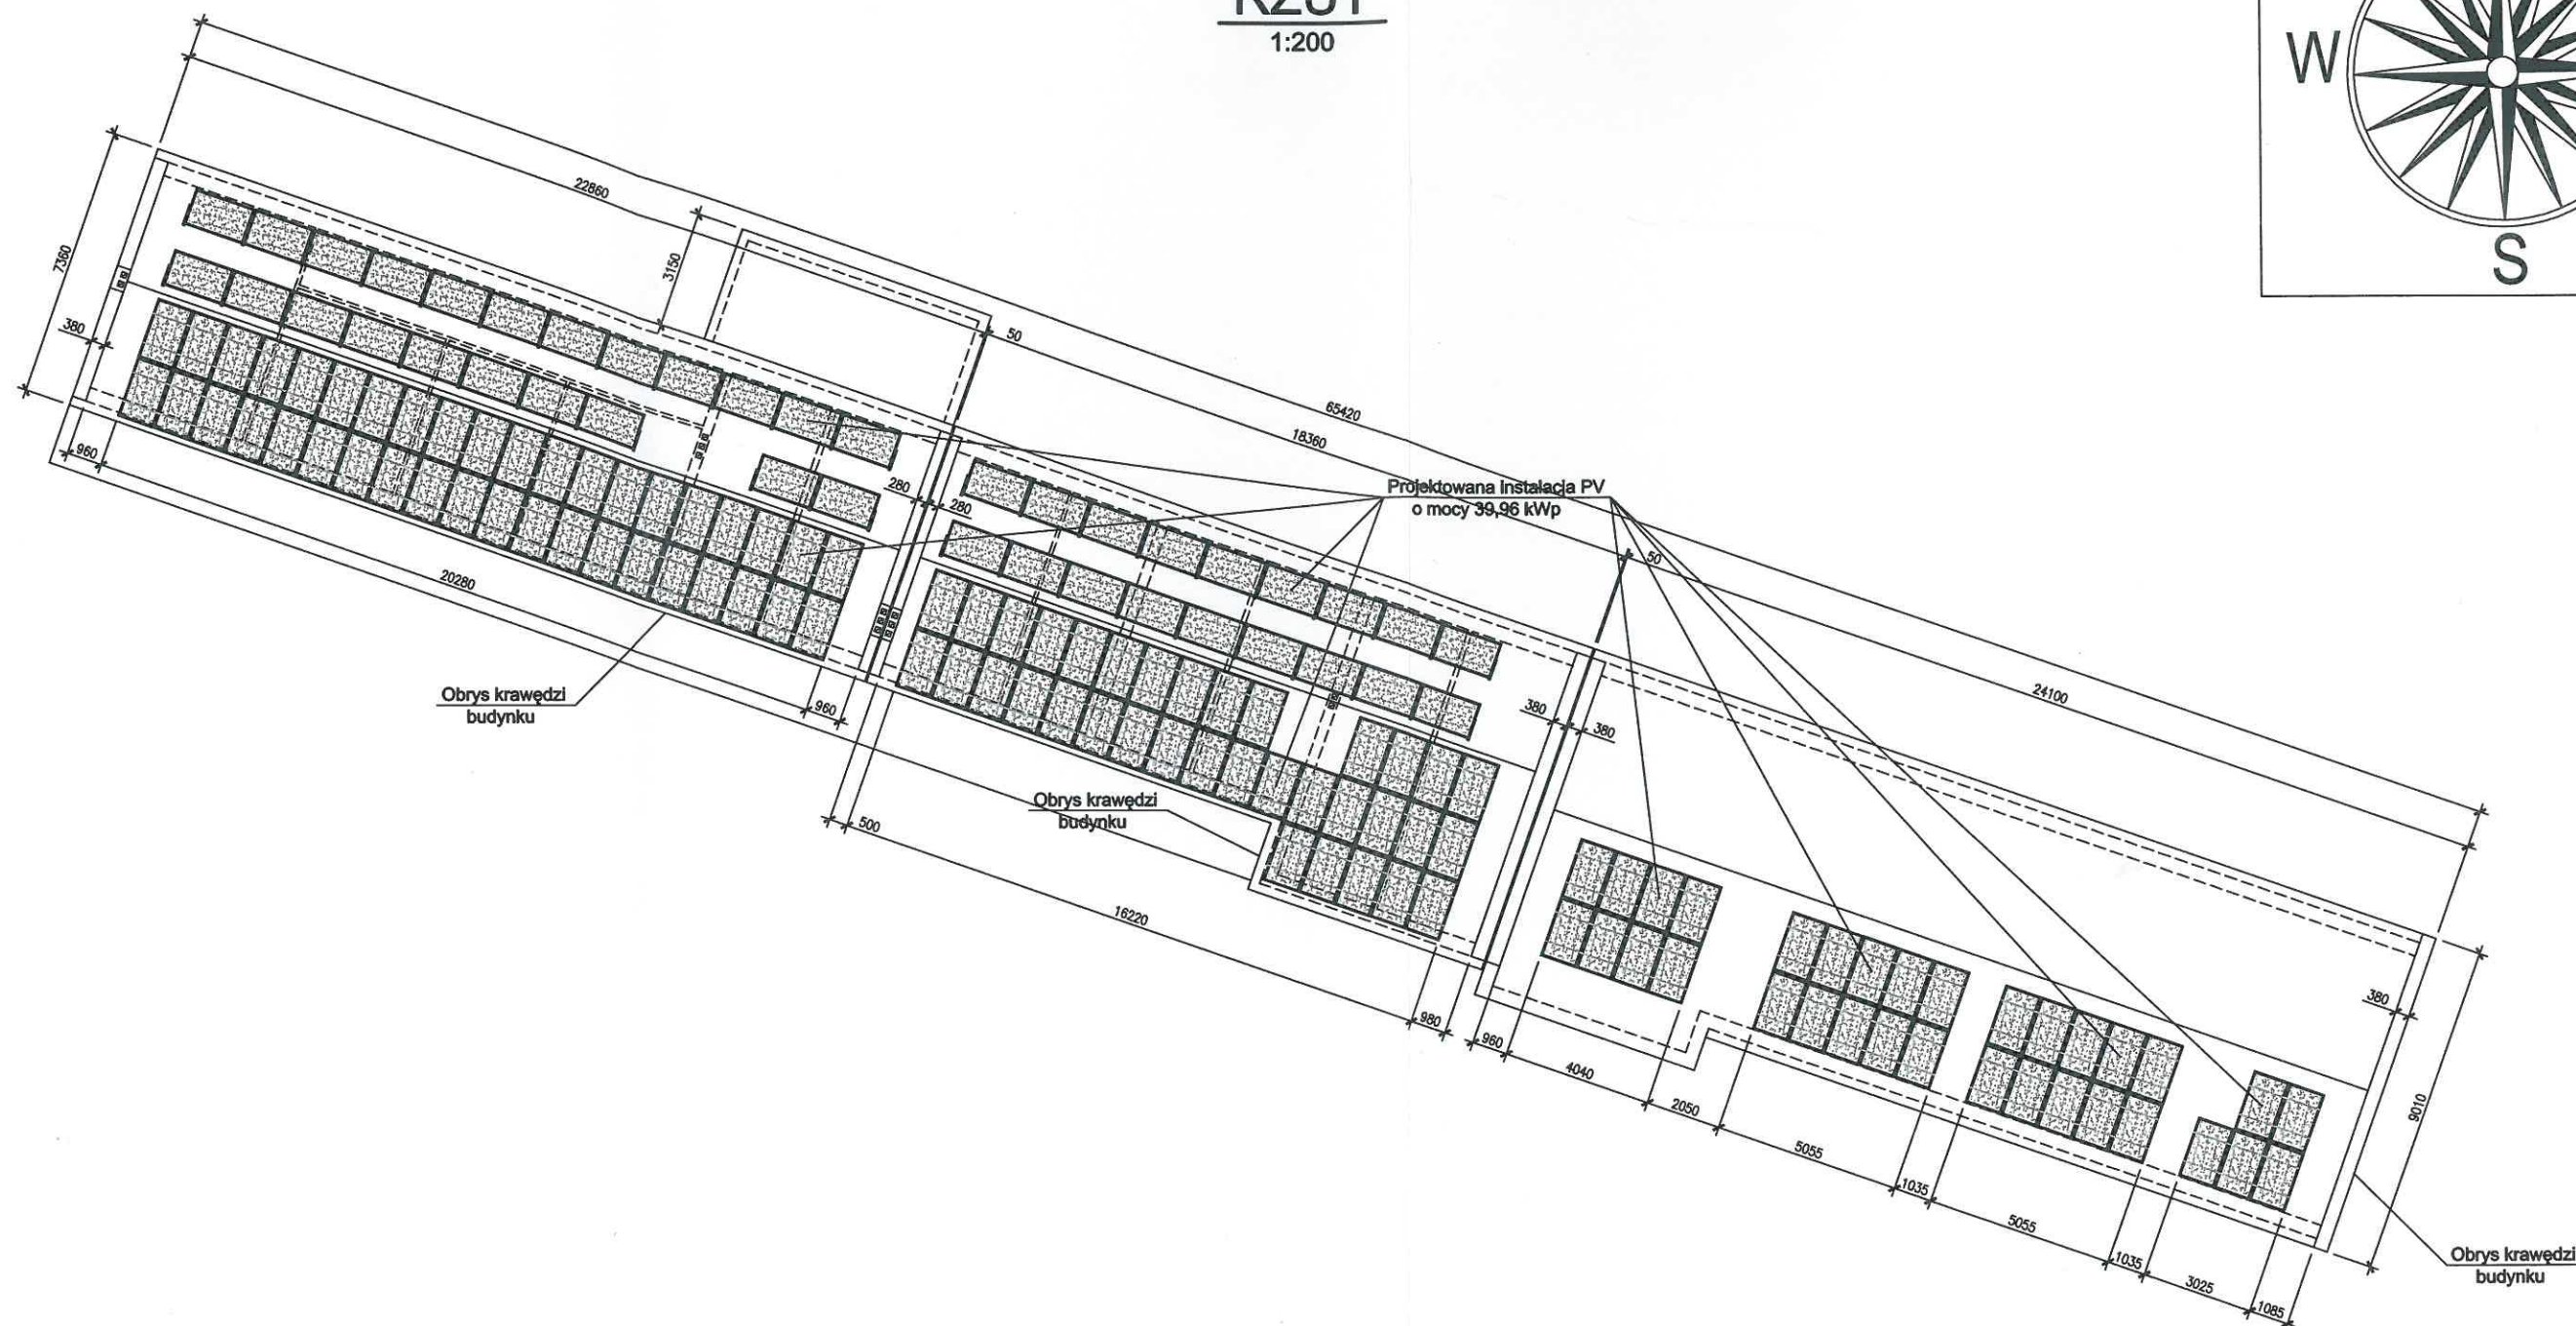 RZUT
1:200
W
S
22860
7360
3150
380
50
65420
18360
960
280
280
Projektowana instalacja PV
o mocy 39,96 kWp
50
20280
24100
Obrys krawędzi
budynku
960
380
380
Obrys krawędzi
budynku
500
16220
980
960
4040
2050
5055
1035
5055
1035
3025
1085
380
9010
Obrys krawędzi
budynku